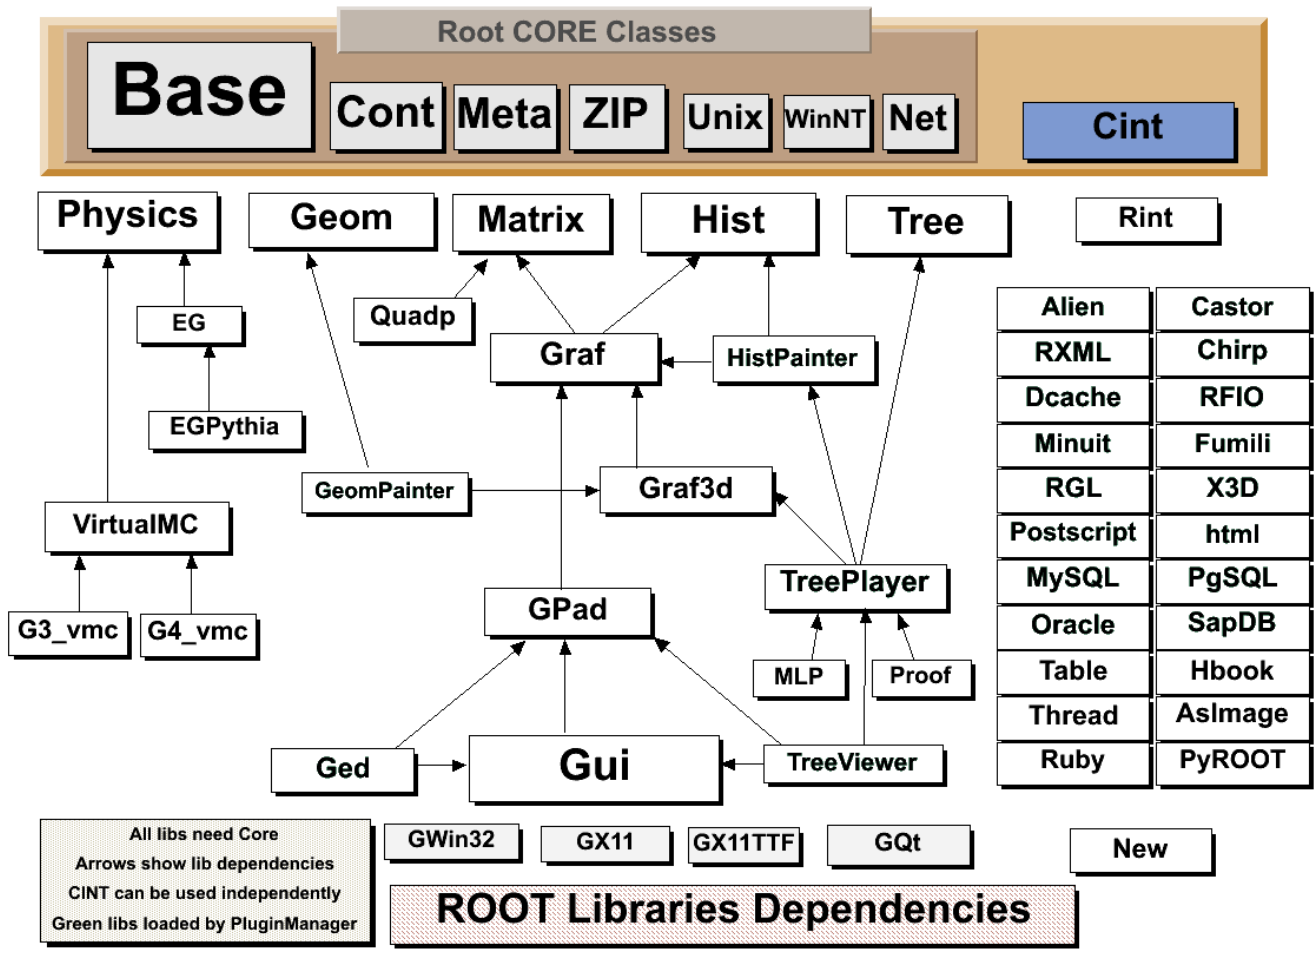 Root CORE Classes
Base
Cont
Meta
ZIP
Unix
WinNT
Net
Cint
Physics
Geom
Matrix
Hist
Tree
Rint
EG
Quadp
Graf
HistPainter
EGPythia
GeomPainter
Graf3d
VirtualMC
TreePlayer
GPad
G3_vmc
G4_vmc
MLP
Proof
Ged
Gui
TreeViewer
Alien
Castor
RXML
Chirp
Dcache
RFIO
Minuit
Fumili
RGL
X3D
Postscript
html
MySQL
PgSQL
Oracle
SapDB
Table
Hbook
Thread
AsImage
Ruby
PyROOT
All libs need Core
Arrows show lib dependencies
CINT can be used independently
Green libs loaded by PluginManager
GWin32
GX11
GX11TTF
GQt
New
ROOT Libraries Dependencies